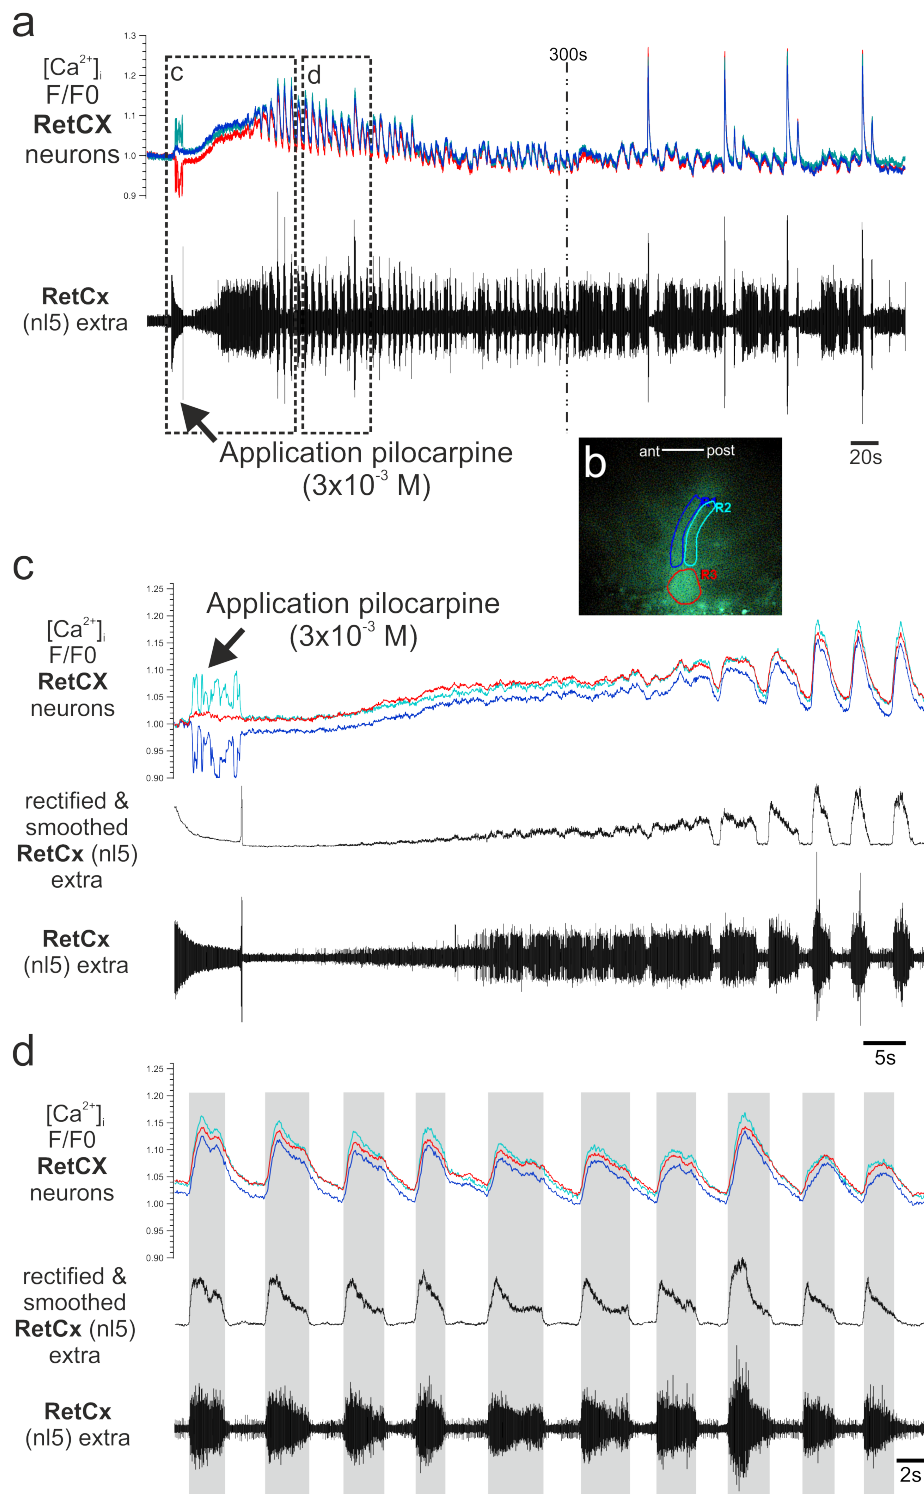 a
1.3
1.2
1.1
1.0
0.9
[Ca²⁺]ᵢ
F/F0
RetCX
neurons
c
d
300s
RetCx
(nl5) extra
Application pilocarpine
(3x10⁻³ M)
20s
b
ant
post
R2
R3
c
1.25
1.20
1.15
1.10
1.05
1.00
0.95
0.90
[Ca²⁺]ᵢ
F/F0
RetCX
neurons
Application pilocarpine
(3x10⁻³ M)
rectified &
smoothed
RetCx (nl5)
extra
RetCx
(nl5) extra
5s
d
1.25
1.20
1.15
1.10
1.05
1.00
0.95
0.90
[Ca²⁺]ᵢ
F/F0
RetCX
neurons
rectified &
smoothed
RetCx (nl5)
extra
RetCx
(nl5) extra
2s